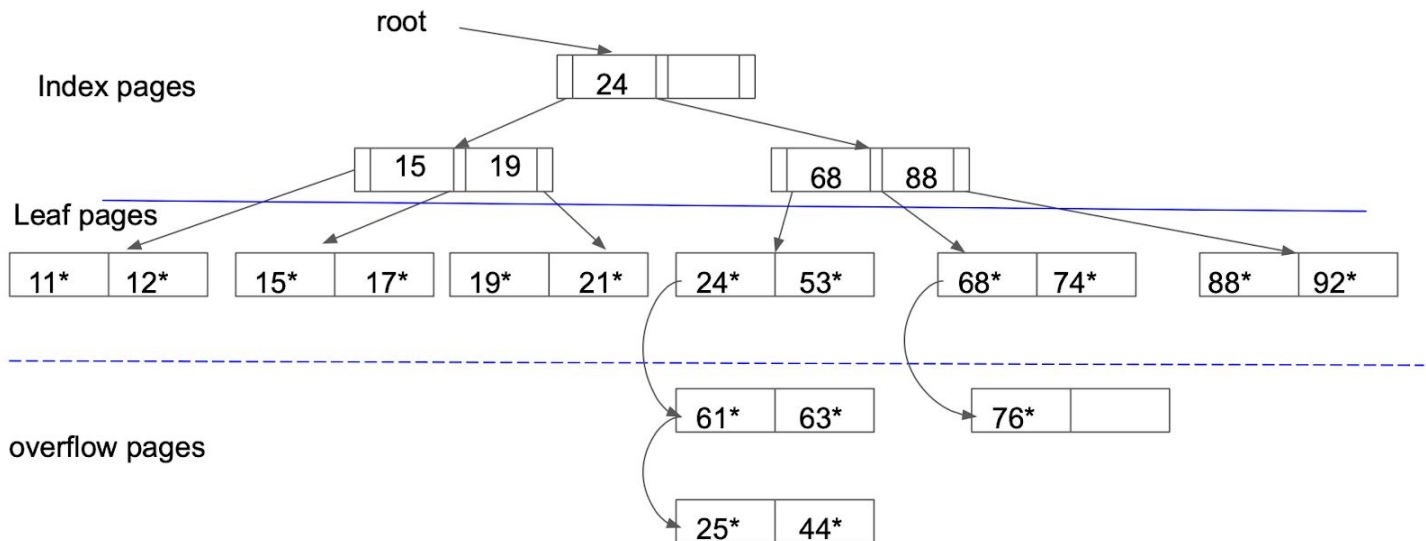 root
Index pages
24
15 19
68 88
Leaf pages
11* 12* 15* 17* 19* 21* 24* 53* 68* 74* 88* 92*
61* 63* 76*
overflow pages
25* 44*